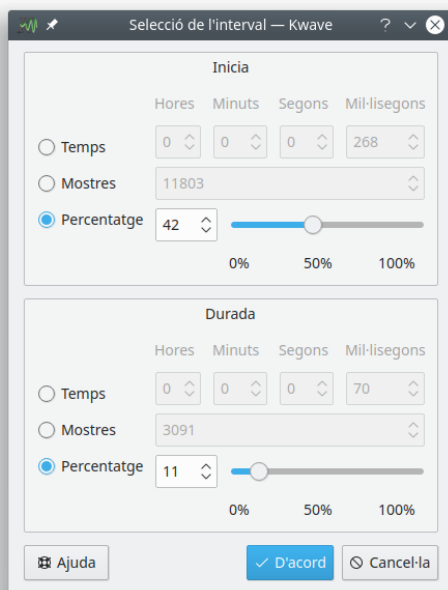 Selecció de l'interval — Kwave
Inicia
Hores Minuts Segons Mil·lisegons
Temps 0 0 0 268
Mostres 11803
Percentatge 42
0% 50% 100%
Durada
Hores Minuts Segons Mil·lisegons
Temps 0 0 0 70
Mostres 3091
Percentatge 11
0% 50% 100%
Ajuda D'acord Cancel·la